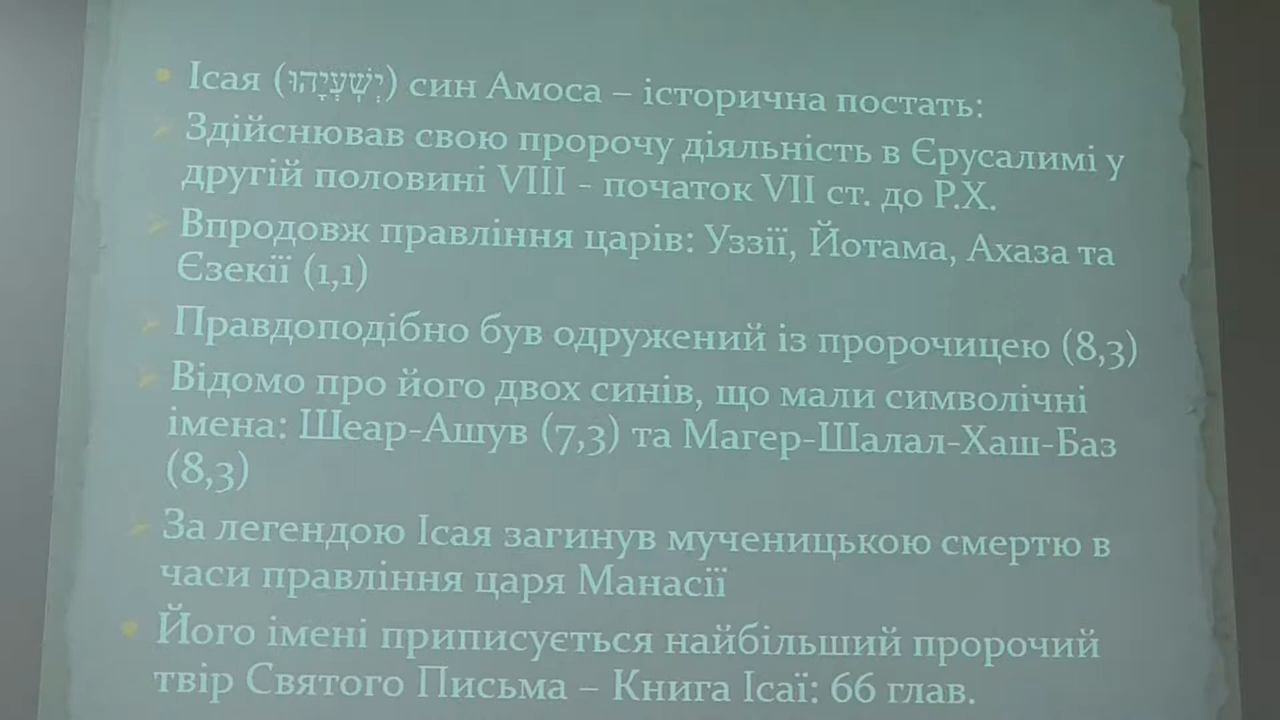 Ісая (יְשַׁעְיָהוּ) син Амоса – історична постать:
Здійснював свою пророчу діяльність в Єрусалимі у
другій половині VIII - початок VII ст. до Р.Х.
Впродовж правління царів: Уззії, Йотама, Ахаза та
Єзекії (1,1)
Правдоподібно був одружений із пророчицею (8,3)
Відомо про його двох синів, що мали символічні
імена: Шеар-Ашув (7,3) та Магер-Шалал-Хаш-Баз
(8,3)
За легендою Ісая загинув мученицькою смертю в
часи правління царя Манасії
Його імені приписується найбільший пророчий
твір Святого Письма – Книга Ісаї: 66 глав.